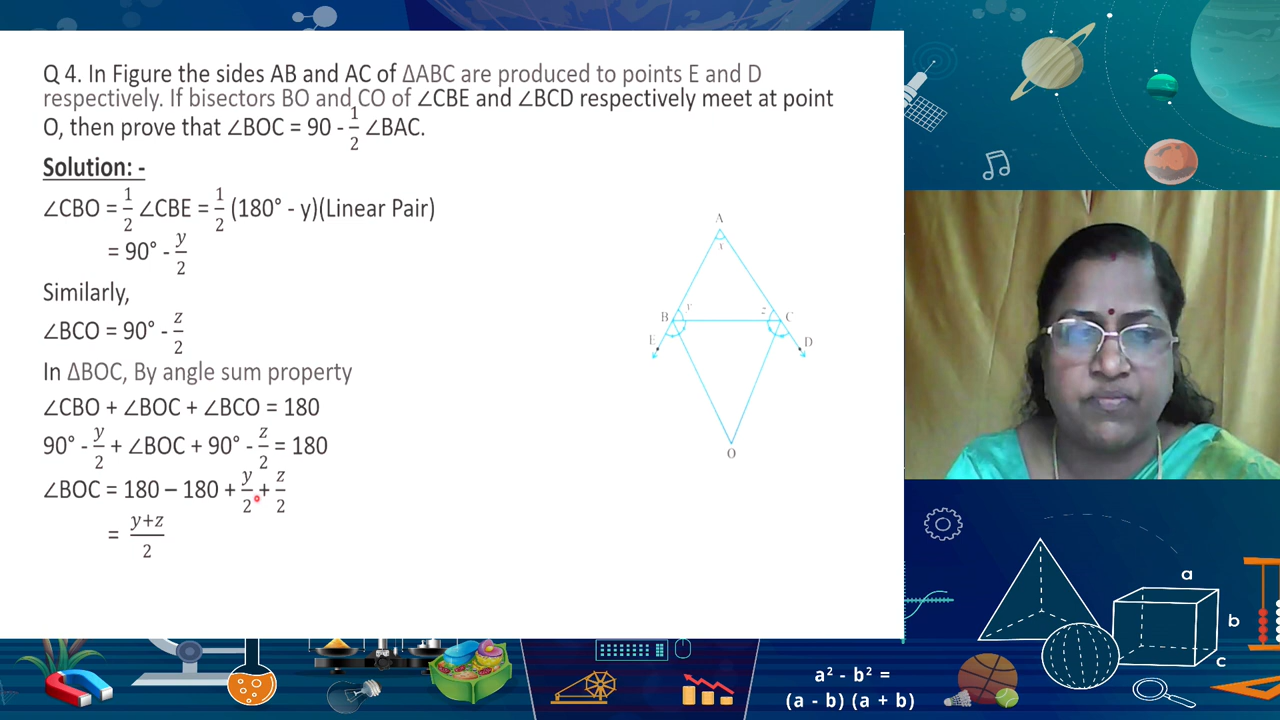 Q 4. In Figure the sides AB and AC of ΔABC are produced to points E and D
respectively. If bisectors BO and CO of ∠CBE and ∠BCD respectively meet at point
O, then prove that ∠BOC = 90 - 1/2 ∠BAC.
Solution: -
∠CBO = 1/2 ∠CBE = 1/2 (180° - y)(Linear Pair)
= 90° - y/2
Similarly,
∠BCO = 90° - z/2
In ΔBOC, By angle sum property
∠CBO + ∠BOC + ∠BCO = 180
90° - y/2 + ∠BOC + 90° - z/2 = 180
∠BOC = 180 – 180 + y/2 + z/2
= y+z/2
A
x
B y z C
E D
O
a
b
c
a² - b² =
(a - b) (a + b)